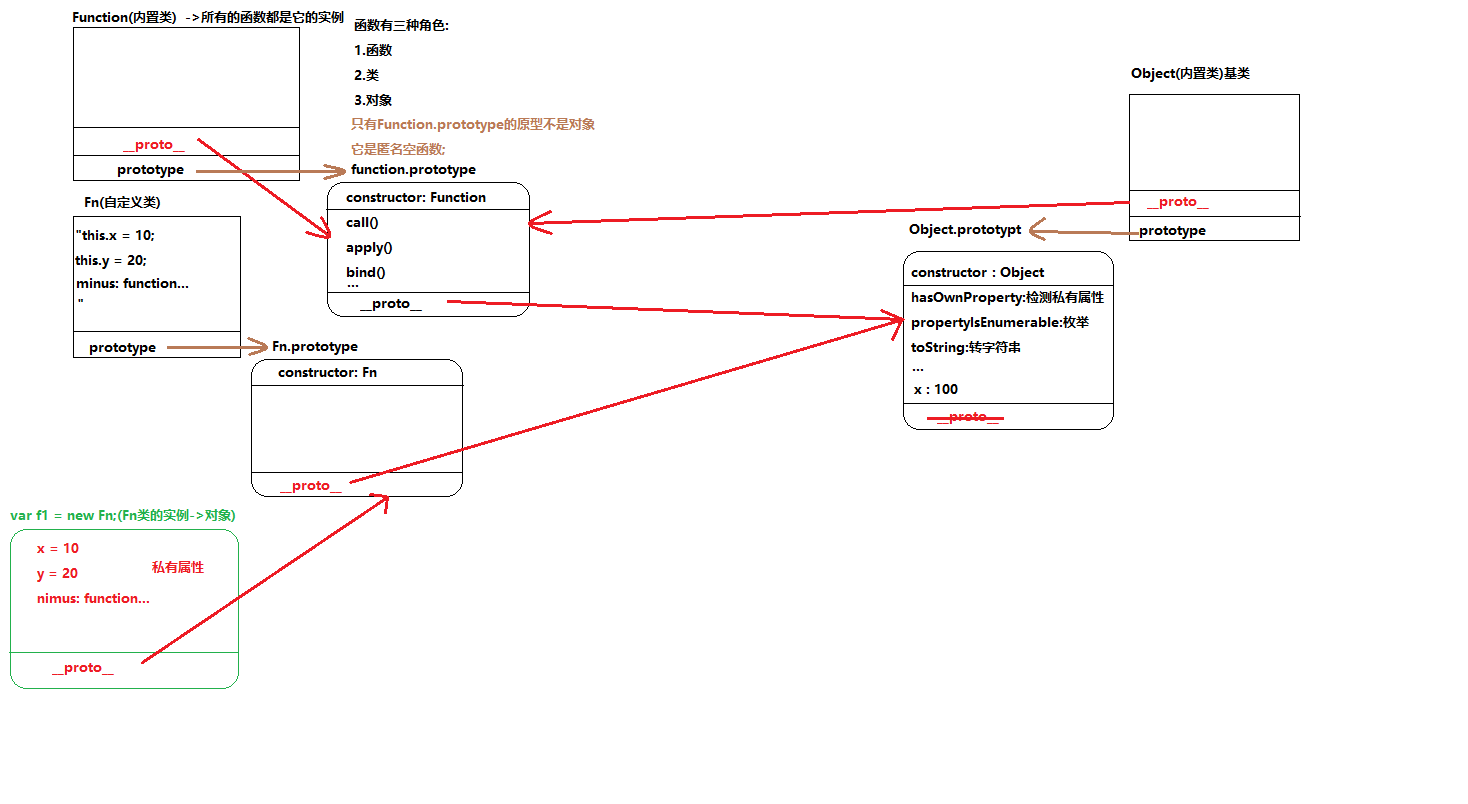 Function(内置类)  ->所有的函数都是它的实例
__proto__
prototype
函数有三种角色:
1.函数
2.类
3.对象
只有Function.prototype的原型不是对象
它是匿名空函数;
function.prototype
constructor: Function
call()
apply()
bind()
...
__proto__
Object(内置类)基类
__proto__
prototype
Object.prototypt
constructor : Object
hasOwnProperty:检测私有属性
propertyIsEnumerable:枚举
toString:转字符串
...
x : 100
__proto__
Fn(自定义类)
"this.x = 10;
this.y = 20;
minus: function...
"
prototype
Fn.prototype
constructor: Fn
__proto__
var f1 = new Fn;(Fn类的实例->对象)
x = 10
y = 20
私有属性
nimus: function...
__proto__